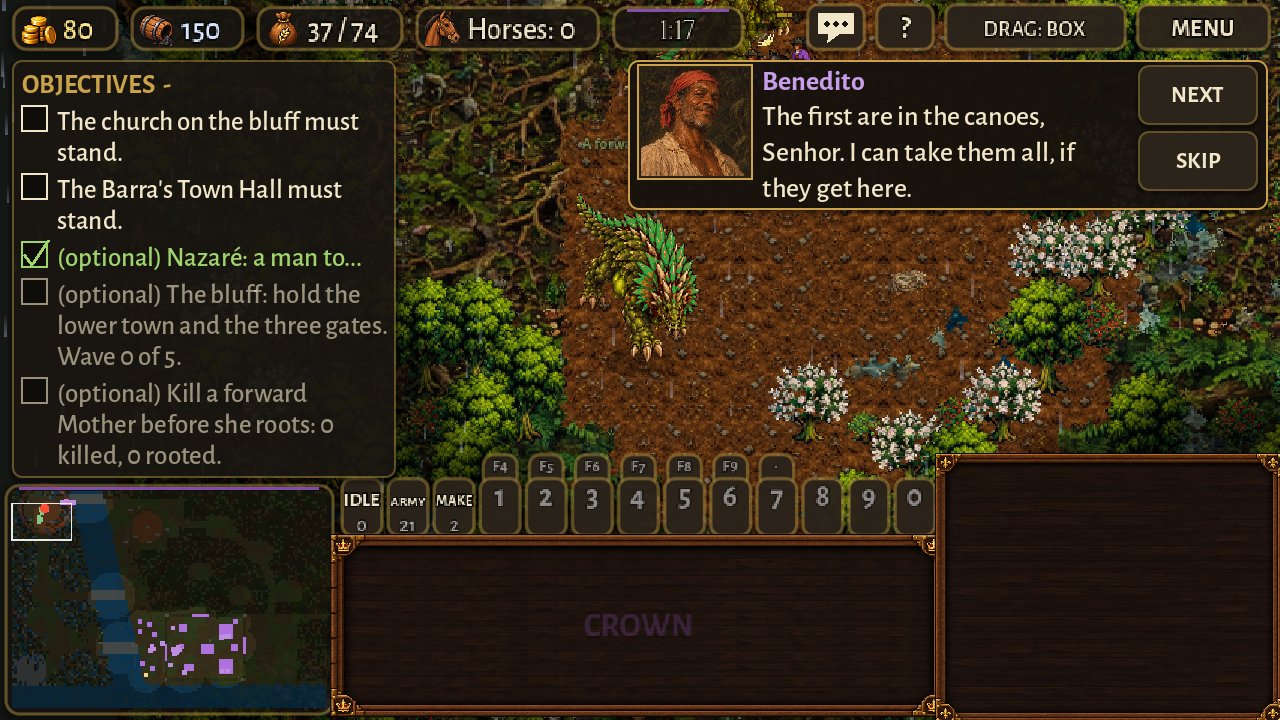 80
150
37/74
Horses: 0
1:17
?
DRAG: BOX
MENU
OBJECTIVES -
The church on the bluff must
stand.
The Barra's Town Hall must
stand.
(optional) Nazaré: a man to...
(optional) The bluff: hold the
lower town and the three gates.
Wave 0 of 5.
(optional) Kill a forward
Mother before she roots: 0
killed, 0 rooted.
A forwa
Benedito
The first are in the canoes,
Senhor. I can take them all, if
they get here.
NEXT
SKIP
F4 F5 F6 F7 F8 F9 .
IDLE ARMY MAKE 1 2 3 4 5 6 7 8 9 0
0 21 2
CROWN